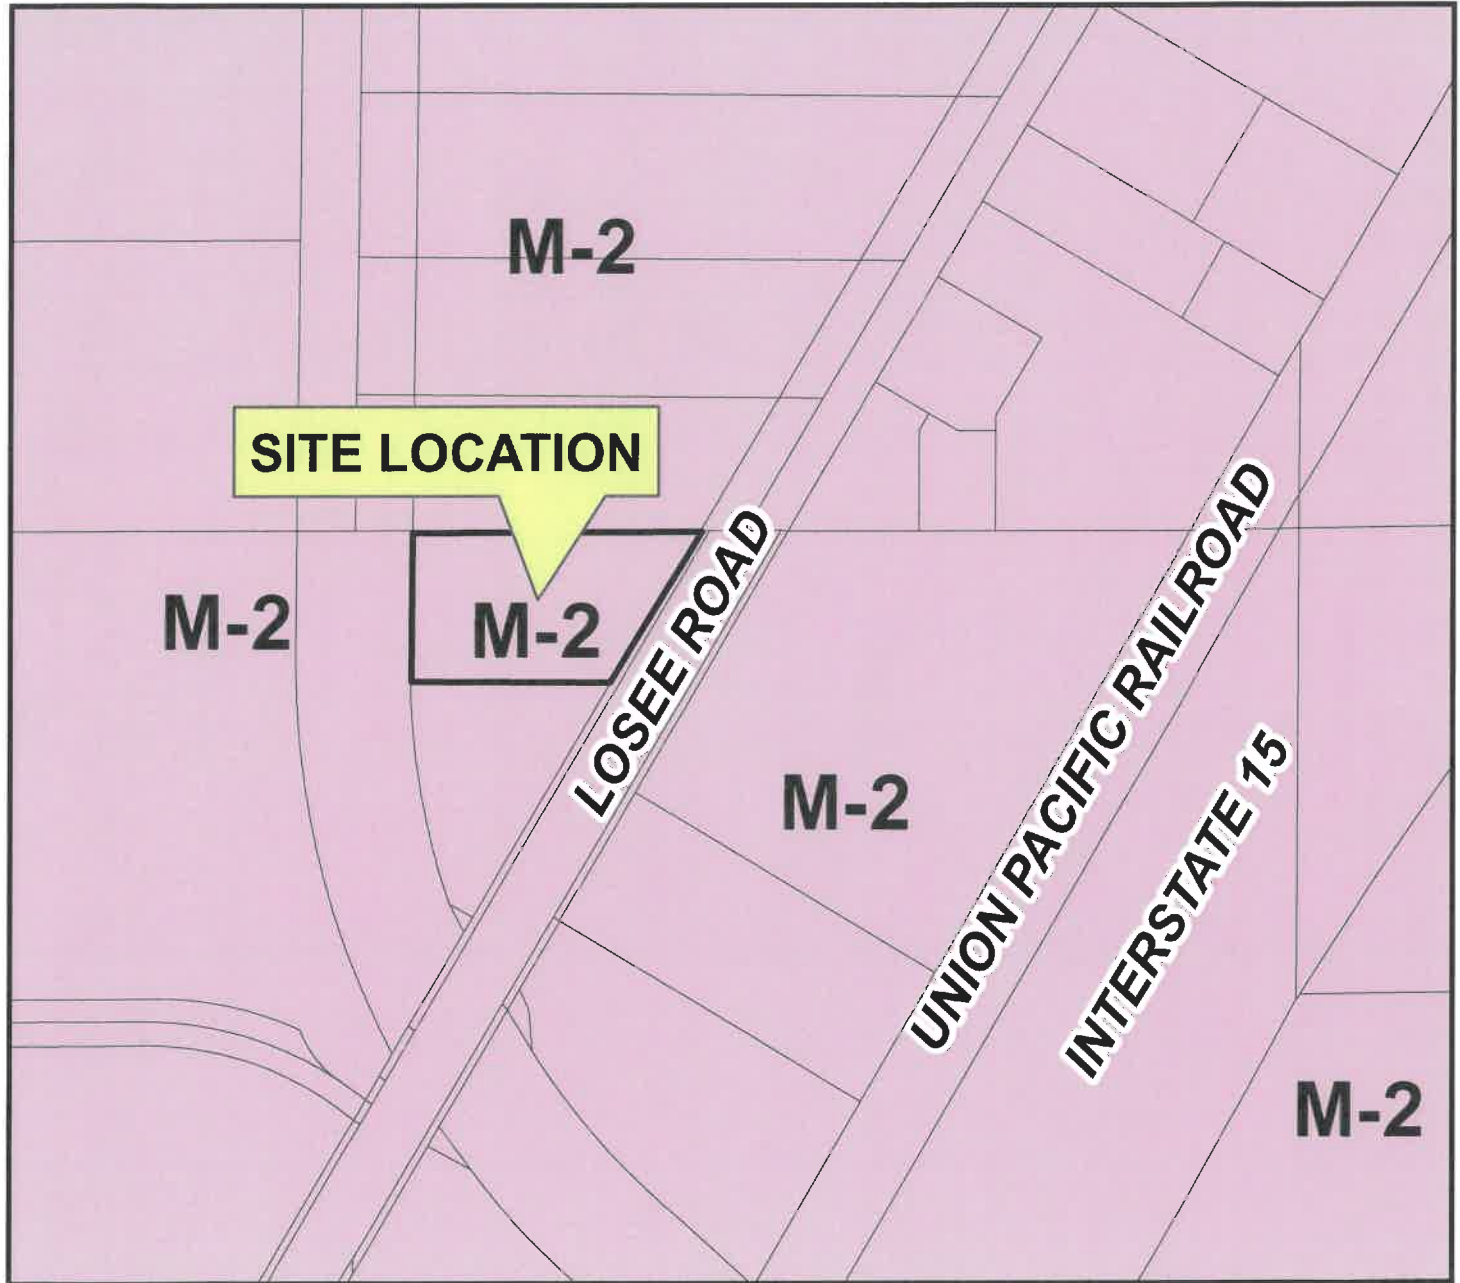 M-2
SITE LOCATION
M-2
M-2
LOSEE ROAD
M-2
UNION PACIFIC RAILROAD
INTERSTATE 15
M-2